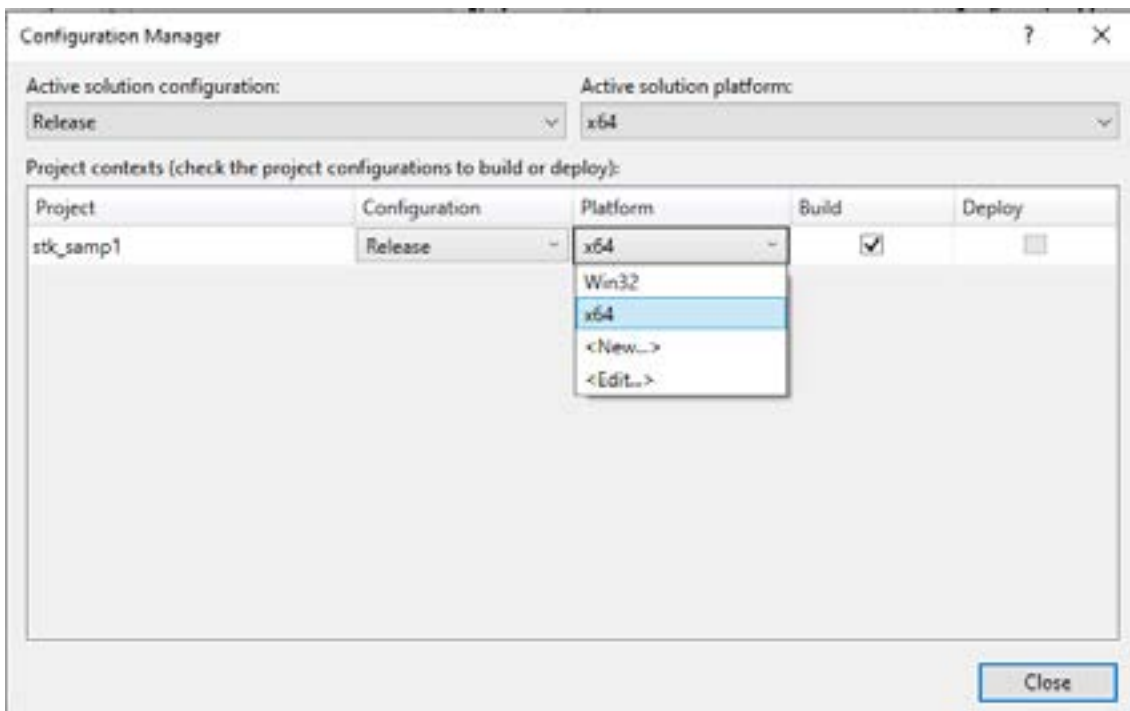 Configuration Manager ? ×
Active solution configuration: Active solution platform:
Release x64
Project contexts (check the project configurations to build or deploy):
Project Configuration Platform Build Deploy
stk_samp1 Release x64
Win32
x64
<New...>
<Edit...>
Close